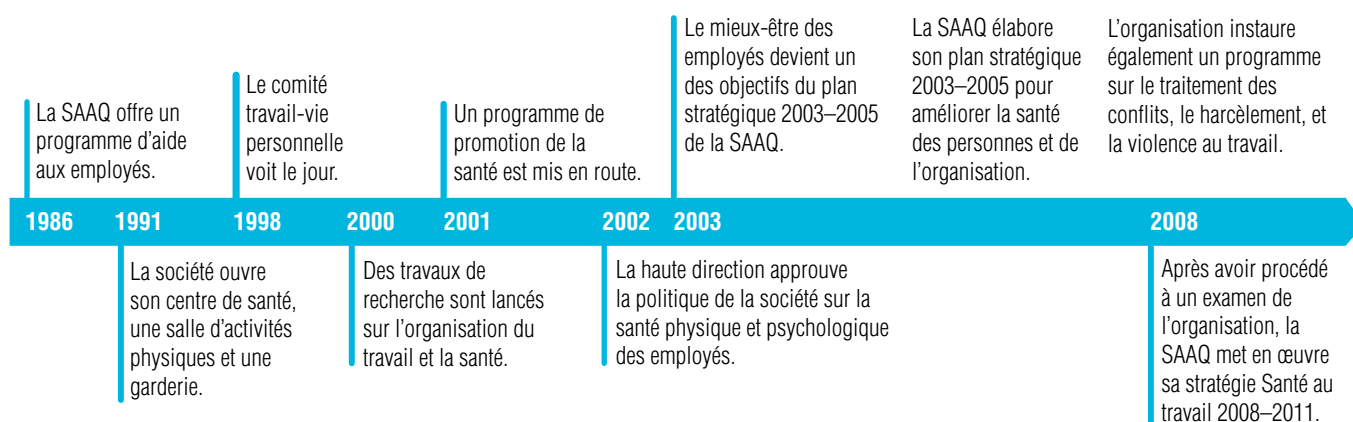 La SAAQ offre un
programme d'aide
aux employés.
Le comité
travail-vie
personnelle
voit le jour.
Un programme de
promotion de la
santé est mis en route.
Le mieux-être des
employés devient un
des objectifs du plan
stratégique 2003–2005
de la SAAQ.
La SAAQ élabore
son plan stratégique
2003–2005 pour
améliorer la santé
des personnes et de
l'organisation.
L'organisation instaure
également un programme
sur le traitement des
conflits, le harcèlement, et
la violence au travail.
1986 1991 1998 2000 2001 2002 2003 2008
La société ouvre
son centre de santé,
une salle d'activités
physiques et une
garderie.
Des travaux de
recherche sont lancés
sur l'organisation du
travail et la santé.
La haute direction approuve
la politique de la société sur la
santé physique et psychologique
des employés.
Après avoir procédé
à un examen de
l'organisation, la
SAAQ met en œuvre
sa stratégie Santé au
travail 2008–2011.